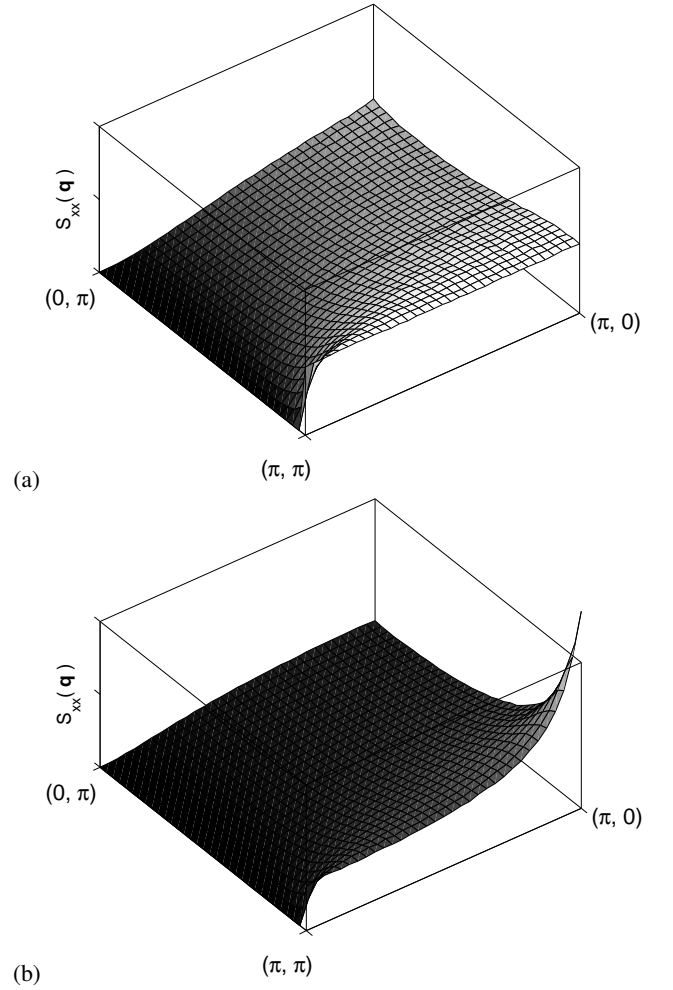 S_xx(q)
(0, π)
(π, 0)
(π, π)
(a)
S_xx(q)
(0, π)
(π, 0)
(π, π)
(b)